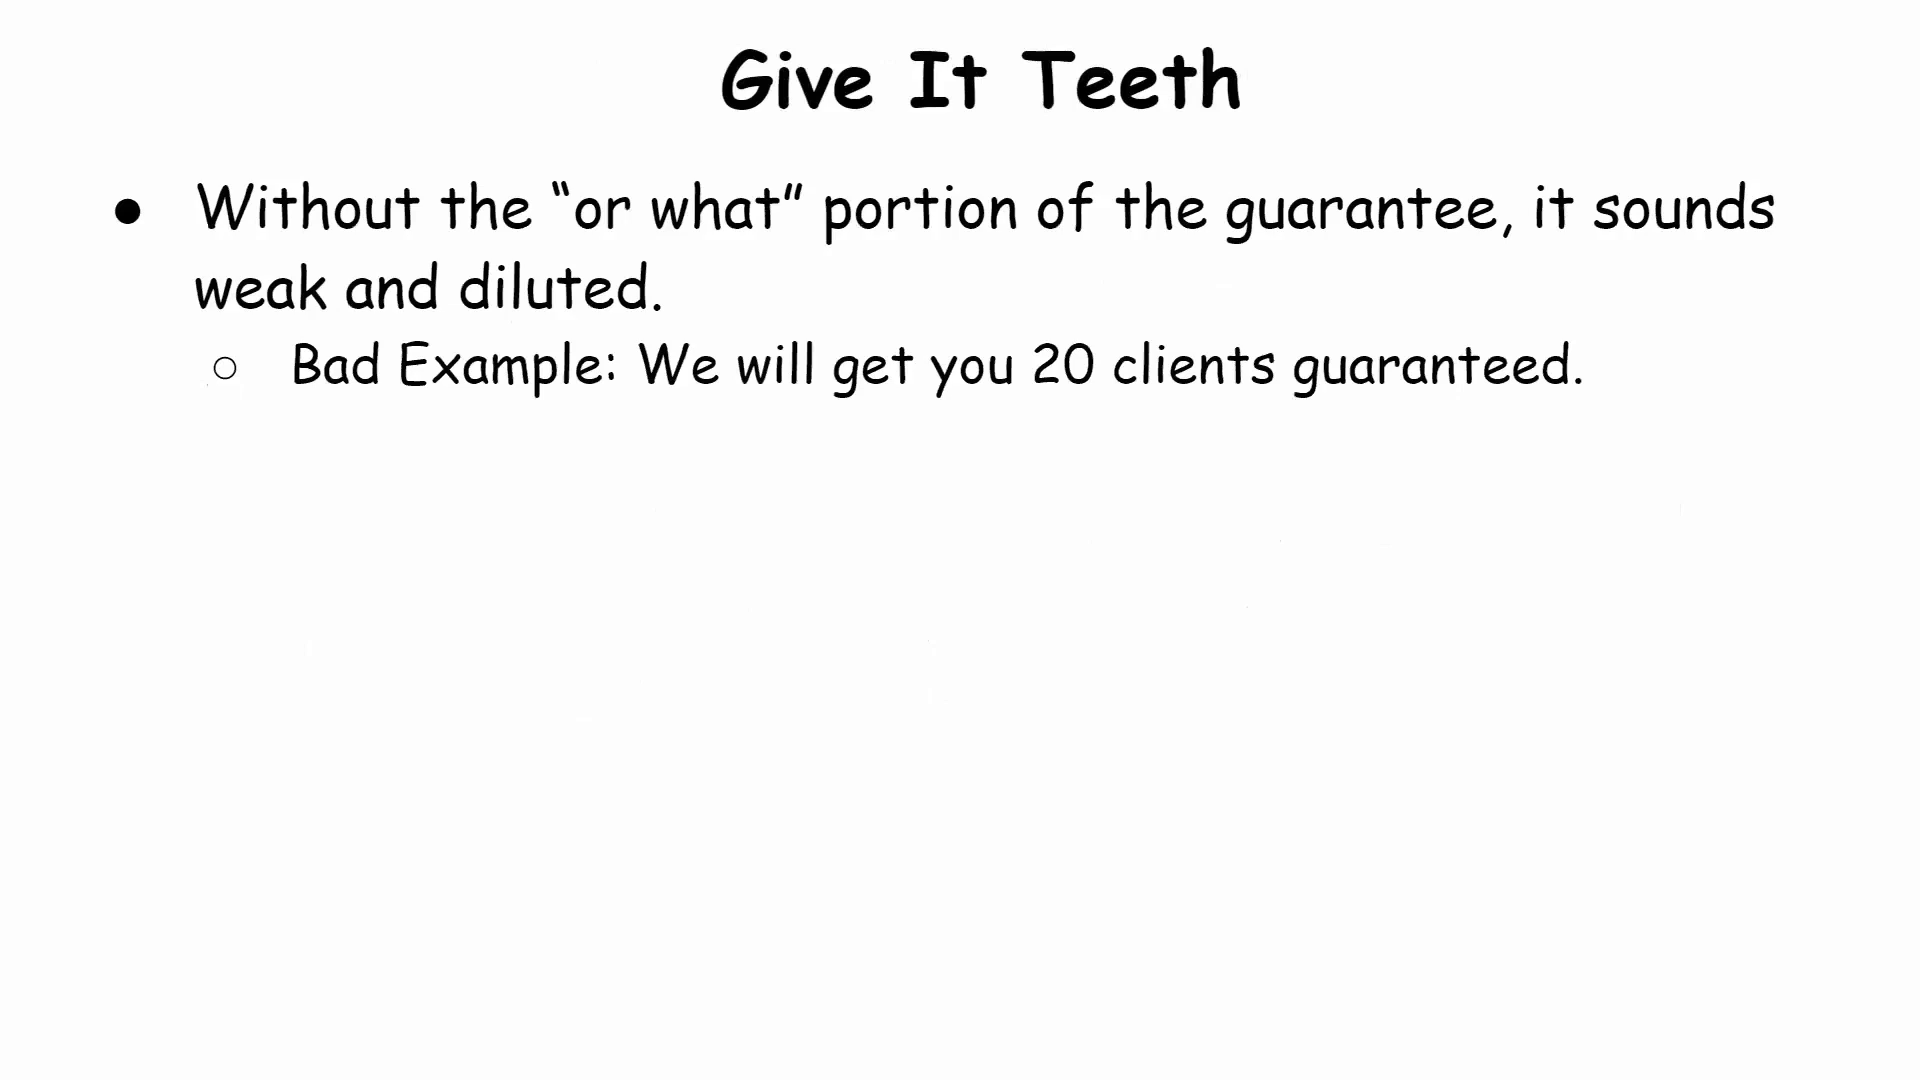 Give It Teeth
● Without the “or what” portion of the guarantee, it sounds
weak and diluted.
○ Bad Example: We will get you 20 clients guaranteed.